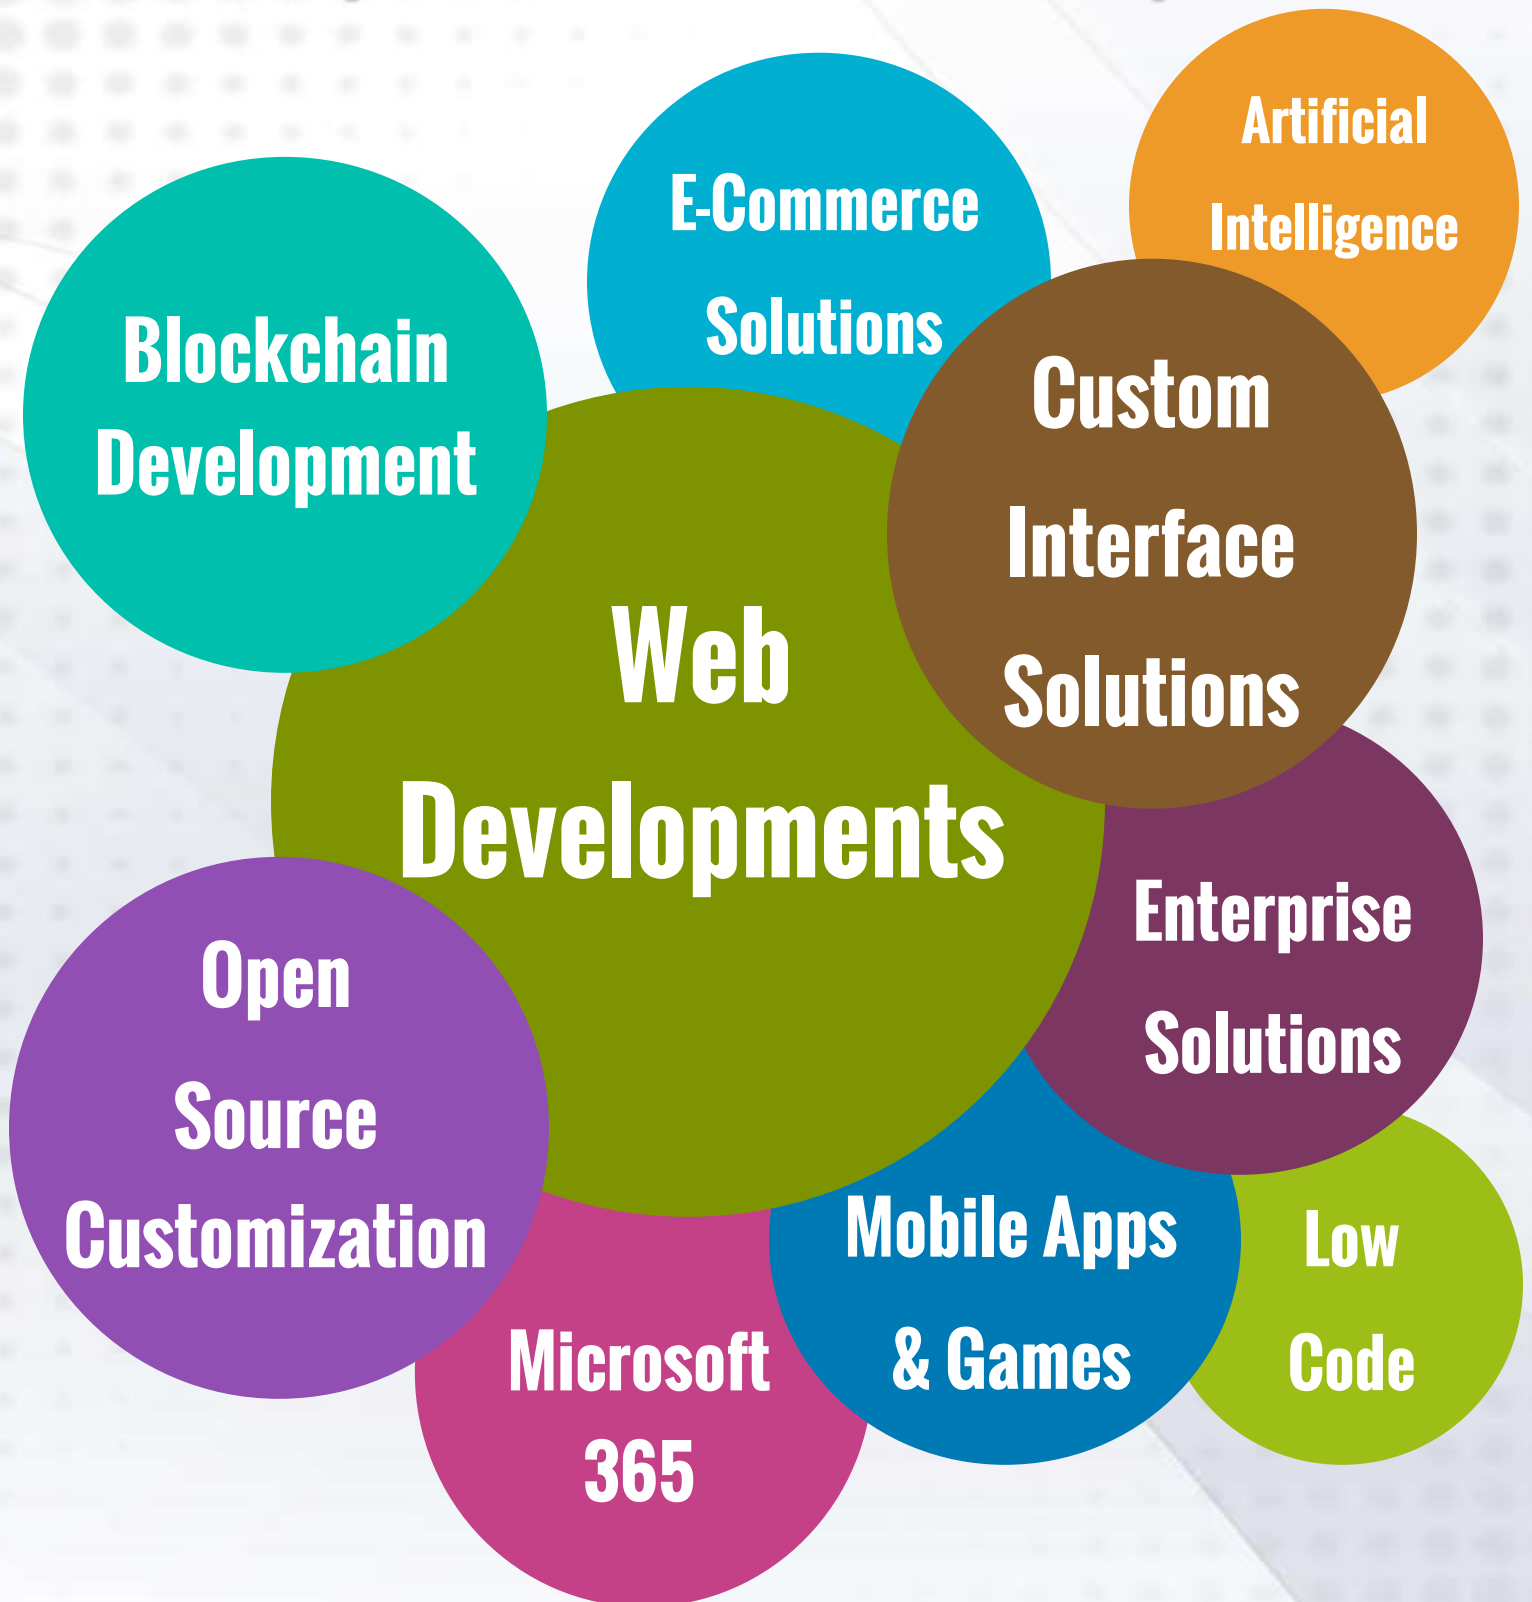 Artificial
Intelligence
E-Commerce
Solutions
Blockchain
Development
Custom
Interface
Solutions
Web
Developments
Enterprise
Solutions
Open
Source
Customization
Mobile Apps
& Games
Low
Code
Microsoft
365